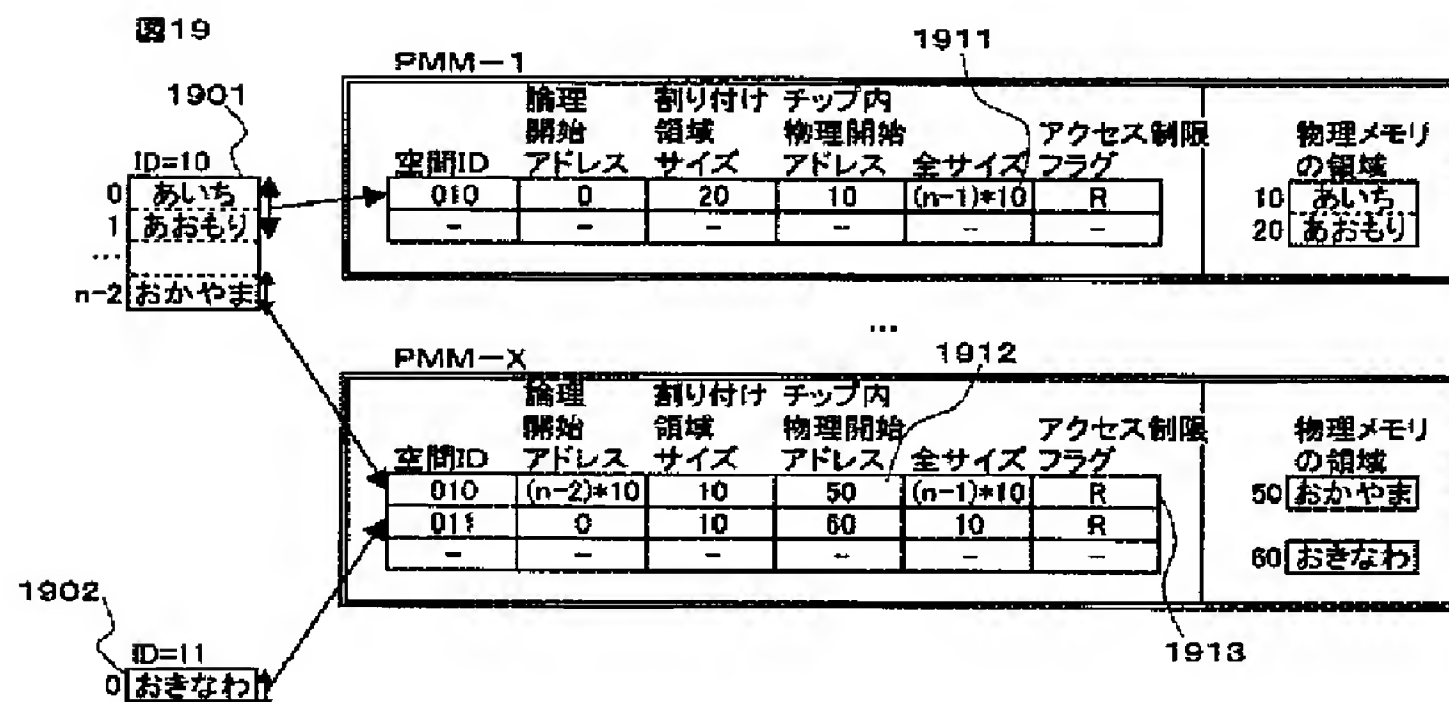 図19
1901
ID=10
0 あいち
1 あおもり
...
n-2 おかやま
PMM-1
1911
論理 割り付け チップ内
開始 領域 物理開始 アクセス制限
空間ID アドレス サイズ アドレス 全サイズ フラグ
010 0 20 10 (n-1)*10 R
- - - - - -
物理メモリ
の領域
10 あいち
20 あおもり
...
PMM-X
1912
論理 割り付け チップ内
開始 領域 物理開始 アクセス制限
空間ID アドレス サイズ アドレス 全サイズ フラグ
010 (n-2)*10 10 50 (n-1)*10 R
011 0 10 60 10 R
- - - - - -
物理メモリ
の領域
50 おかやま
60 おきなわ
1913
1902
ID=11
0 おきなわ